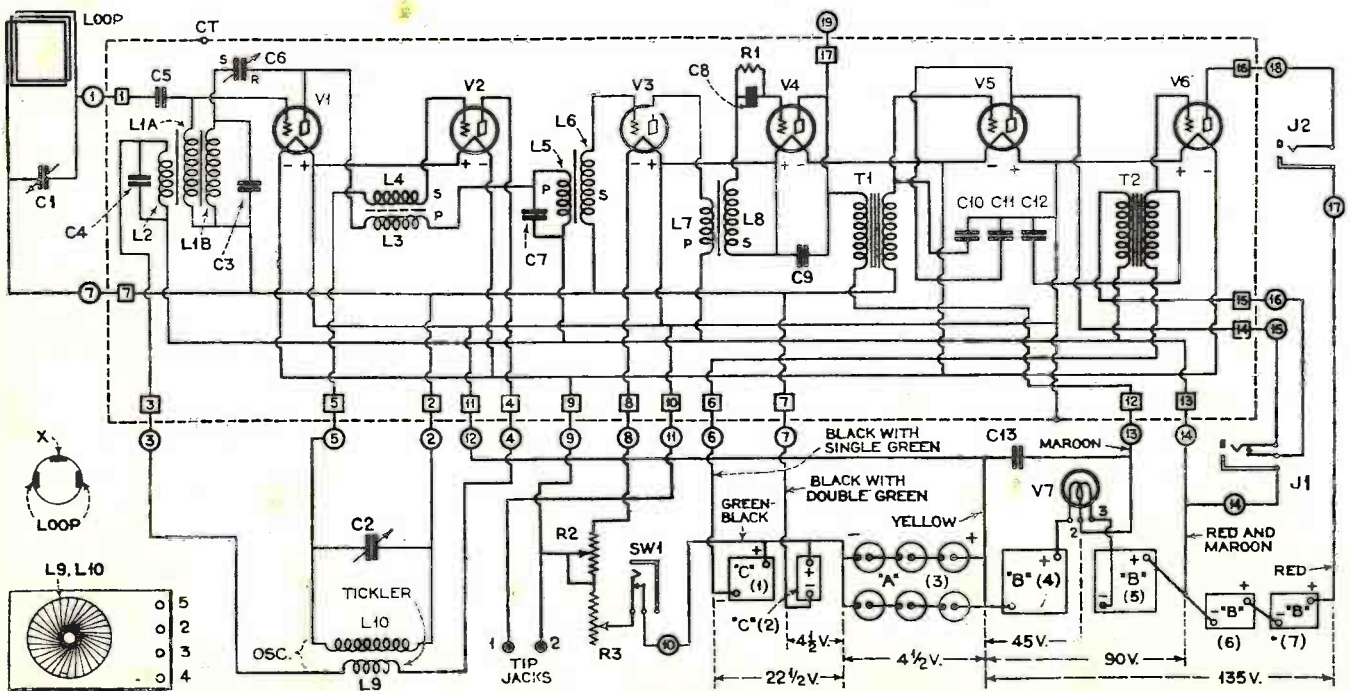 LOOP
CT
19
17
S
C6
R
C5
1
1
V1
V2
V3
R1
C8
V4
V5
V6
16
18
L1A
J2
L5
L6
C1
L4
S
P
L3
P
S
T1
T2
C10 C11 C12
17
C4
L2
L1B
C3
C7
L7
P
L8
S
C9
7
7
- +
- +
- +
- +
- +
+ -
15
16
14
15
3
5
2
11
4
9
8
10
6
7
12
13
3
5
2
12
4
9
8
11
6
7
13
14
X
LOOP
BLACK WITH
SINGLE GREEN
BLACK WITH
DOUBLE GREEN
C13
MAROON
J1
14
C2
R2
GREEN-
BLACK
YELLOW
V7
3
2
RED AND
MAROON
RED
SW1
L9, L10
5
2
3
4
TICKLER
L10
OSC.
L9
1
2
TIP
JACKS
R3
10
+
"C"
(1)
-
+
-
"C"(2)
- +
"A" (3)
+
"B" (4)
-
+
"B"
(5)
-
+
- "B"
(6)
+
- "B"
(7)
4½V.
45V.
22½V.
4½V.
90V.
135V.